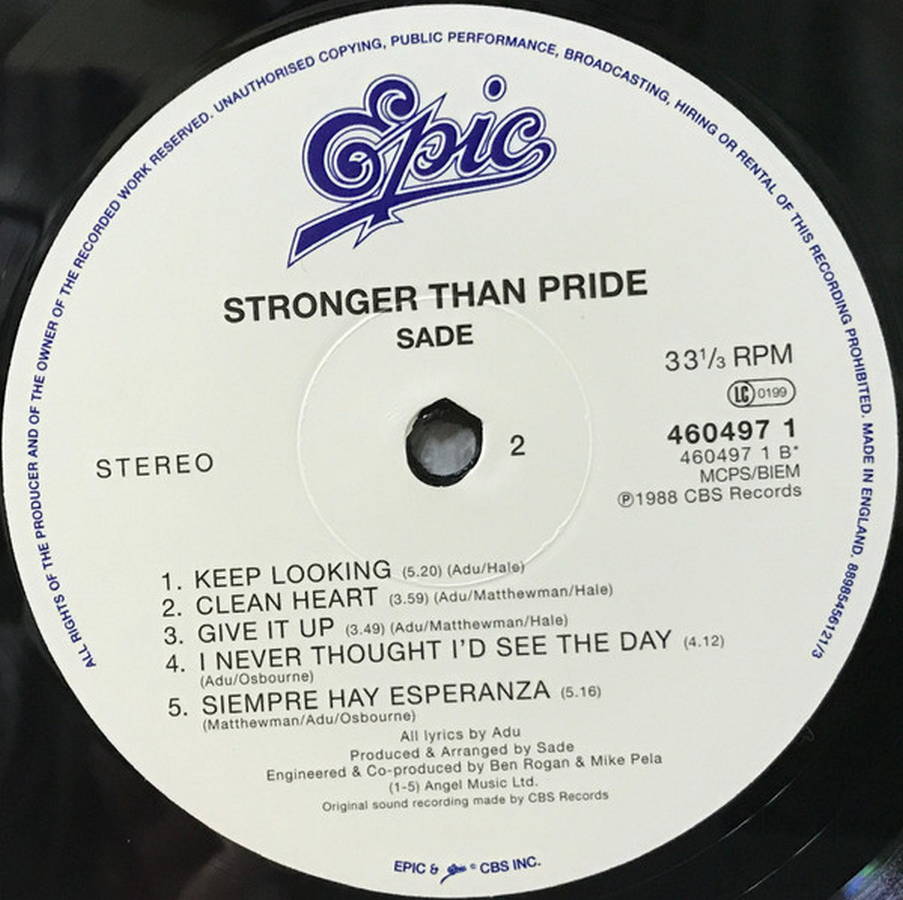 ALL RIGHTS OF THE PRODUCER AND OF THE OWNER OF THE RECORDED WORK RESERVED. UNAUTHORISED COPYING, PUBLIC PERFORMANCE, BROADCASTING, HIRING OR RENTAL OF THIS RECORDING PROHIBITED. MADE IN ENGLAND. 88985456121/3
Epic
STRONGER THAN PRIDE
SADE
33 1/3 RPM
LC 0199
STEREO
2
460497 1
460497 1 B*
MCPS/BIEM
℗1988 CBS Records
1. KEEP LOOKING (5.20) (Adu/Hale)
2. CLEAN HEART (3.59) (Adu/Matthewman/Hale)
3. GIVE IT UP (3.49) (Adu/Matthewman/Hale)
4. I NEVER THOUGHT I'D SEE THE DAY (4.12)
(Adu/Osbourne)
5. SIEMPRE HAY ESPERANZA (5.16)
(Matthewman/Adu/Osbourne)
All lyrics by Adu
Produced & Arranged by Sade
Engineered & Co-produced by Ben Rogan & Mike Pela
(1-5) Angel Music Ltd.
Original sound recording made by CBS Records
EPIC & Epic © CBS INC.